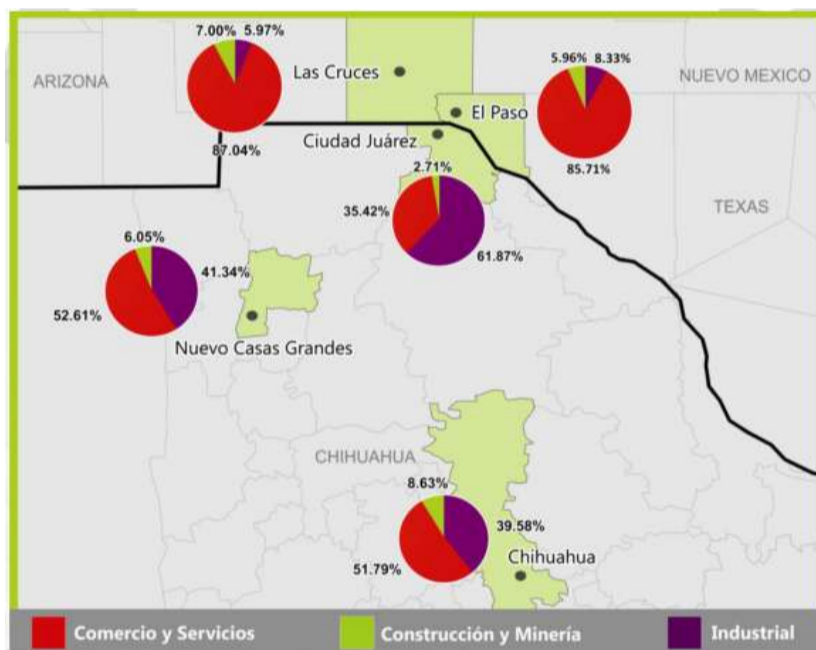 7.00% 5.97%
5.96% 8.33%
ARIZONA
Las Cruces
NUEVO MEXICO
El Paso
Ciudad Juárez
87.04%
2.71%
85.71%
35.42%
TEXAS
61.87%
6.05%
41.34%
52.61%
Nuevo Casas Grandes
CHIHUAHUA
8.63%
39.58%
51.79%
Chihuahua
Comercio y Servicios Construcción y Minería Industrial